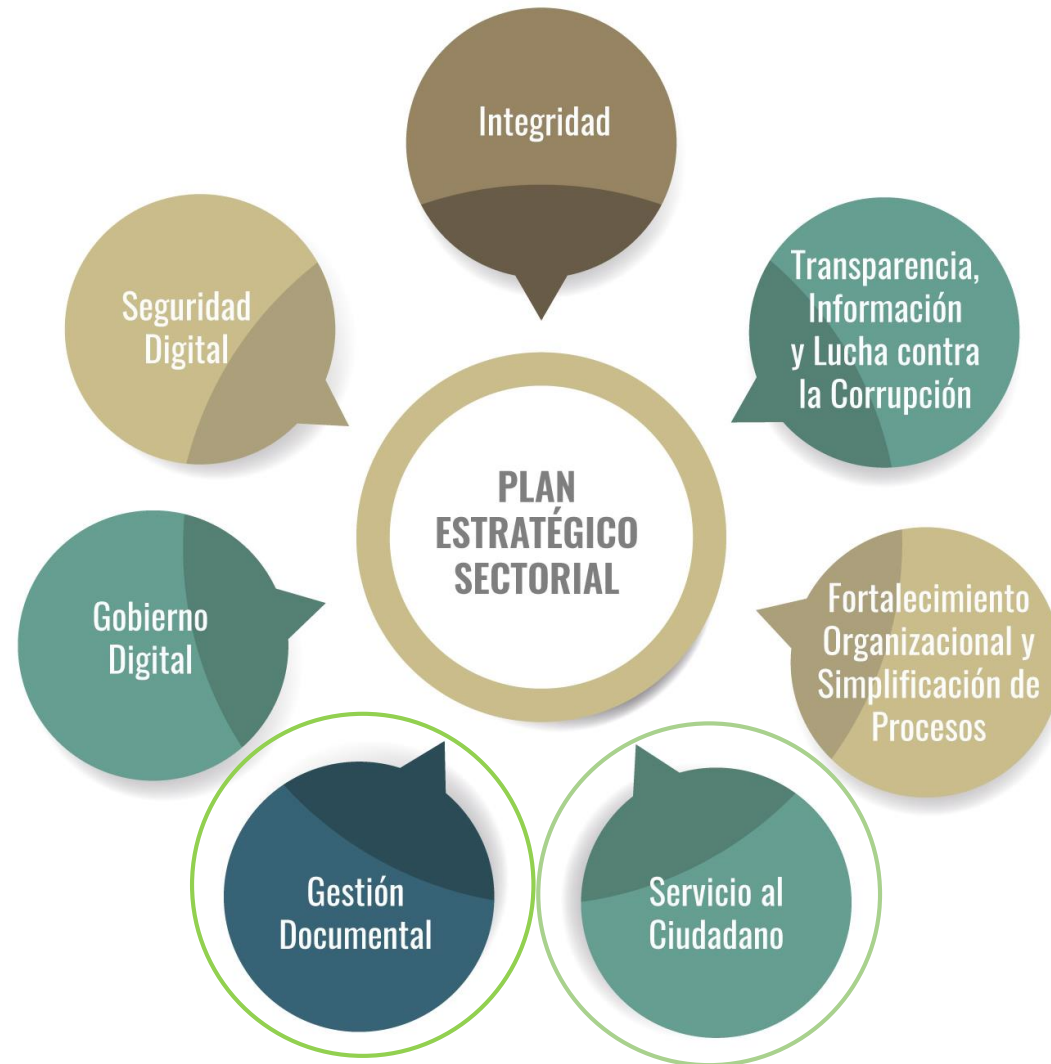 Integridad
Transparencia,
Información
y Lucha contra
la Corrupción
Fortalecimiento
Organizacional y
Simplificación de
Procesos
Servicio al
Ciudadano
Gestión
Documental
Gobierno
Digital
Seguridad
Digital
PLAN
ESTRATÉGICO
SECTORIAL